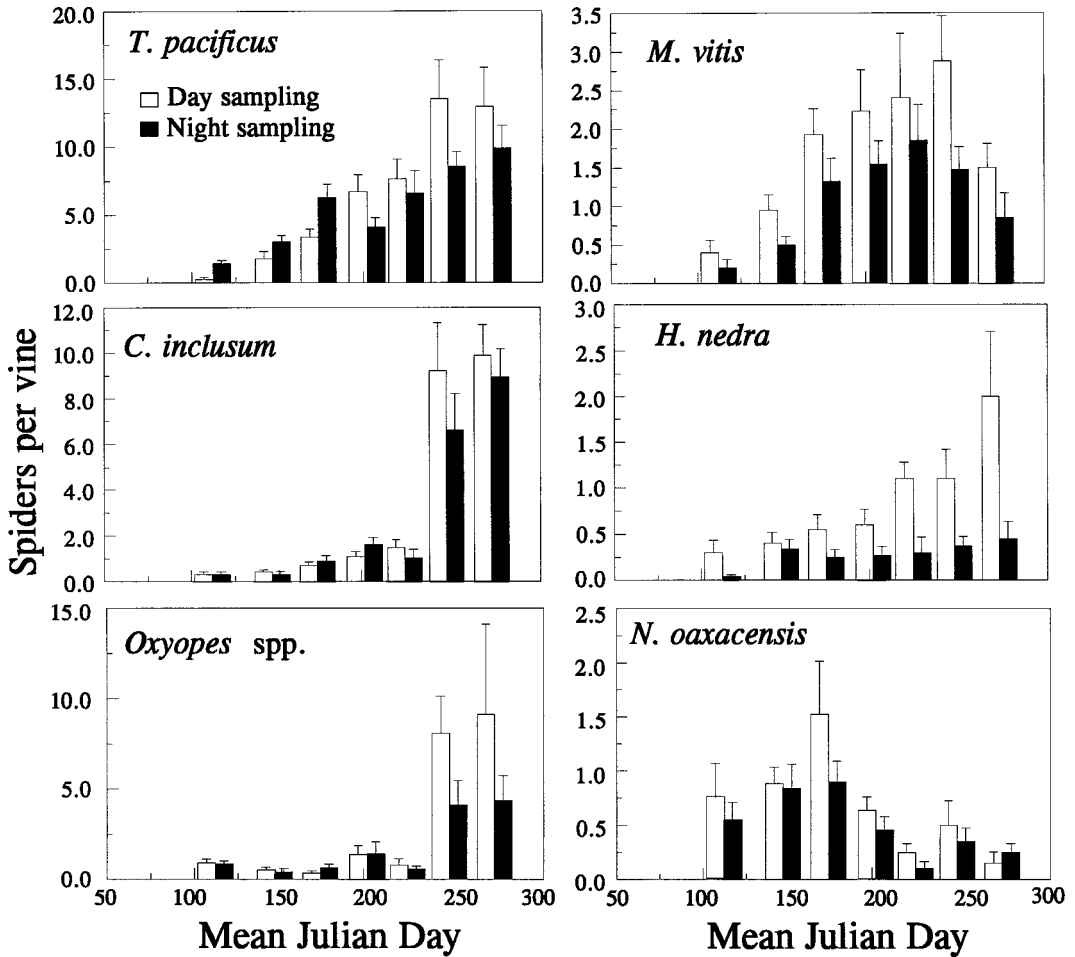 T. pacificus
Day sampling
Night sampling
20.0
15.0
10.0
5.0
0.0
M. vitis
3.5
3.0
2.5
2.0
1.5
1.0
0.5
0.0
C. inclusum
12.0
10.0
8.0
6.0
4.0
2.0
0.0
H. nedra
3.0
2.5
2.0
1.5
1.0
0.5
0.0
Spiders per vine
Oxyopes spp.
15.0
10.0
5.0
0.0
50 100 150 200 250 300
Mean Julian Day
N. oaxacensis
2.5
2.0
1.5
1.0
0.5
0.0
50 100 150 200 250 300
Mean Julian Day